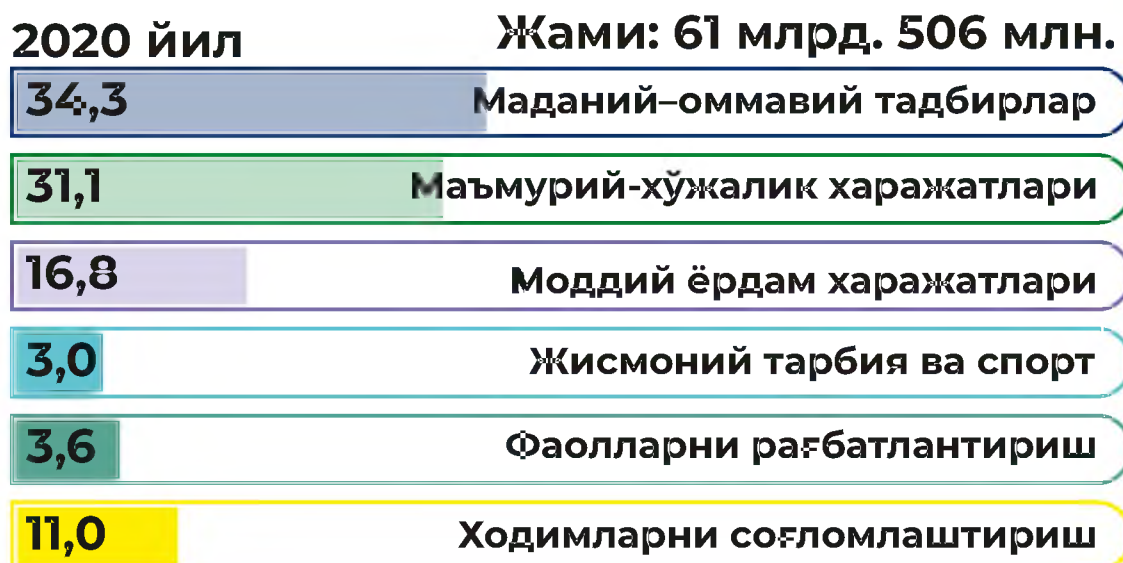 2020 йил Жами: 61 млрд. 506 млн.
34,3 Маданий–оммавий тадбирлар
31,1 Маъмурий-хўжалик харажатлари
16,8 Моддий ёрдам харажатлари
3,0 Жисмоний тарбия ва спорт
3,6 Фаолларни рағбатлантириш
11,0 Ходимларни соғломлаштириш